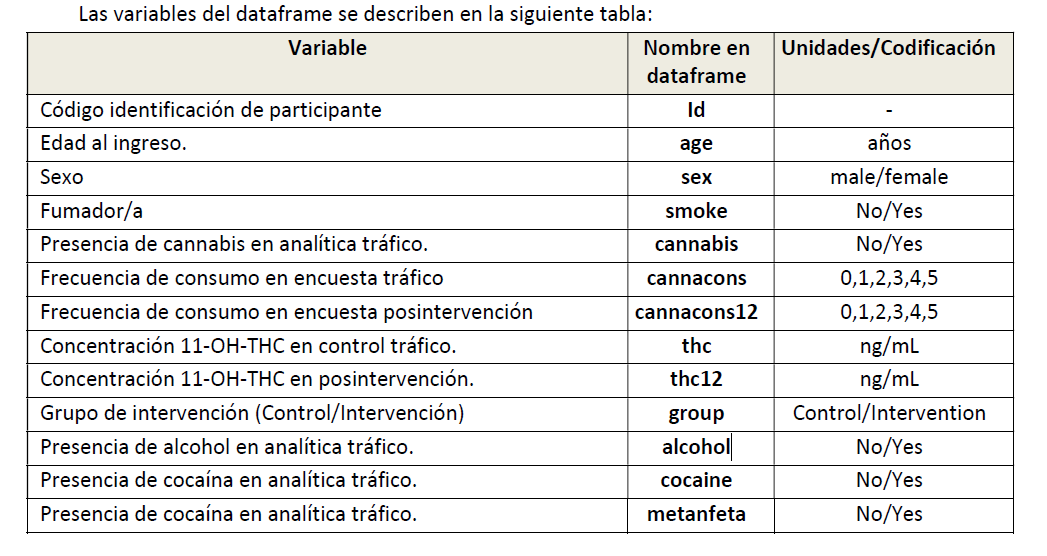 Las variables del dataframe se describen en la siguiente tabla:
Variable Nombre en dataframe Unidades/Codificación
Código identificación de participante Id -
Edad al ingreso. age años
Sexo sex male/female
Fumador/a smoke No/Yes
Presencia de cannabis en analítica tráfico. cannabis No/Yes
Frecuencia de consumo en encuesta tráfico cannacons 0,1,2,3,4,5
Frecuencia de consumo en encuesta posintervención cannacons12 0,1,2,3,4,5
Concentración 11-OH-THC en control tráfico. thc ng/mL
Concentración 11-OH-THC en posintervención. thc12 ng/mL
Grupo de intervención (Control/Intervención) group Control/Intervention
Presencia de alcohol en analítica tráfico. alcohol No/Yes
Presencia de cocaína en analítica tráfico. cocaine No/Yes
Presencia de cocaína en analítica tráfico. metanfeta No/Yes